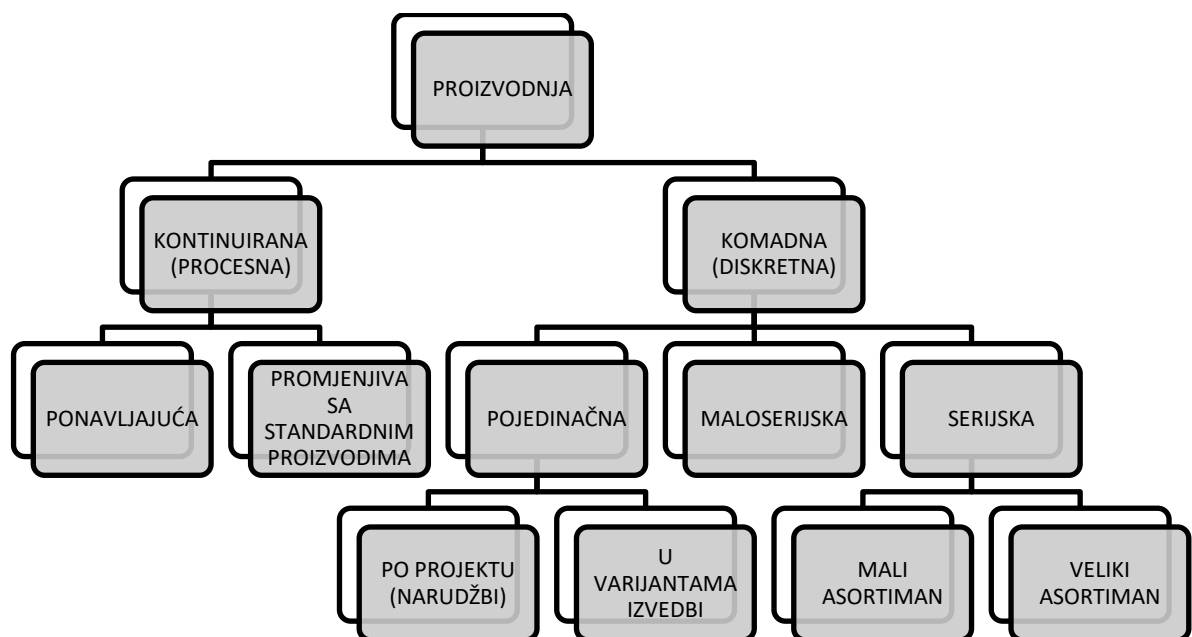 PROIZVODNJA
KONTINUIRANA
(PROCESNA)
KOMADNA
(DISKRETNA)
PONAVLJAJUĆA
PROMJENJIVA
SA
STANDARDNIM
PROIZVODIMA
POJEDINAČNA
MALOSERIJSKA
SERIJSKA
PO PROJEKTU
(NARUDŽBI)
U
VARIJANTAMA
IZVEDBI
MALI
ASORTIMAN
VELIKI
ASORTIMAN